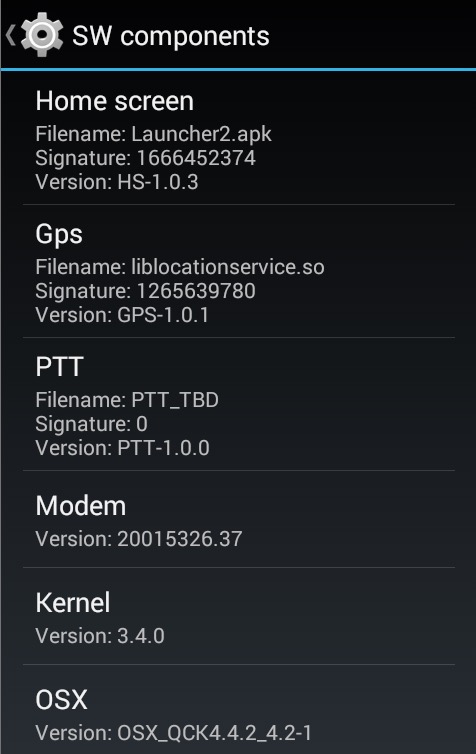 SW components
Home screen
Filename: Launcher2.apk
Signature: 1666452374
Version: HS-1.0.3
Gps
Filename: liblocationservice.so
Signature: 1265639780
Version: GPS-1.0.1
PTT
Filename: PTT_TBD
Signature: 0
Version: PTT-1.0.0
Modem
Version: 20015326.37
Kernel
Version: 3.4.0
OSX
Version: OSX_QCK4.4.2_4.2-1